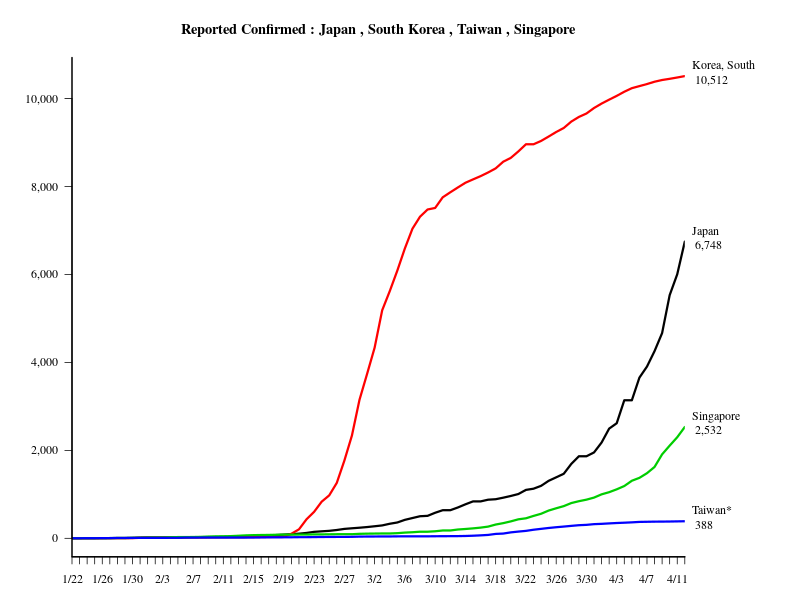 Reported Confirmed : Japan , South Korea , Taiwan , Singapore
Korea, South
10,512
10,000
8,000
Japan
6,748
6,000
4,000
Singapore
2,532
2,000
Taiwan*
388
0
1/22 1/26 1/30 2/3 2/7 2/11 2/15 2/19 2/23 2/27 3/2 3/6 3/10 3/14 3/18 3/22 3/26 3/30 4/3 4/7 4/11